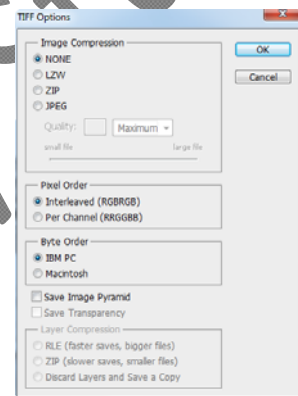 TIFF Options
Image Compression
NONE
LZW
ZIP
JPEG
Quality: Maximum
small file large file
Pixel Order
Interleaved (RGBRGB)
Per Channel (RRGGBB)
Byte Order
IBM PC
Macintosh
Save Image Pyramid
Save Transparency
Layer Compression
RLE (faster saves, bigger files)
ZIP (slower saves, smaller files)
Discard Layers and Save a Copy
OK
Cancel